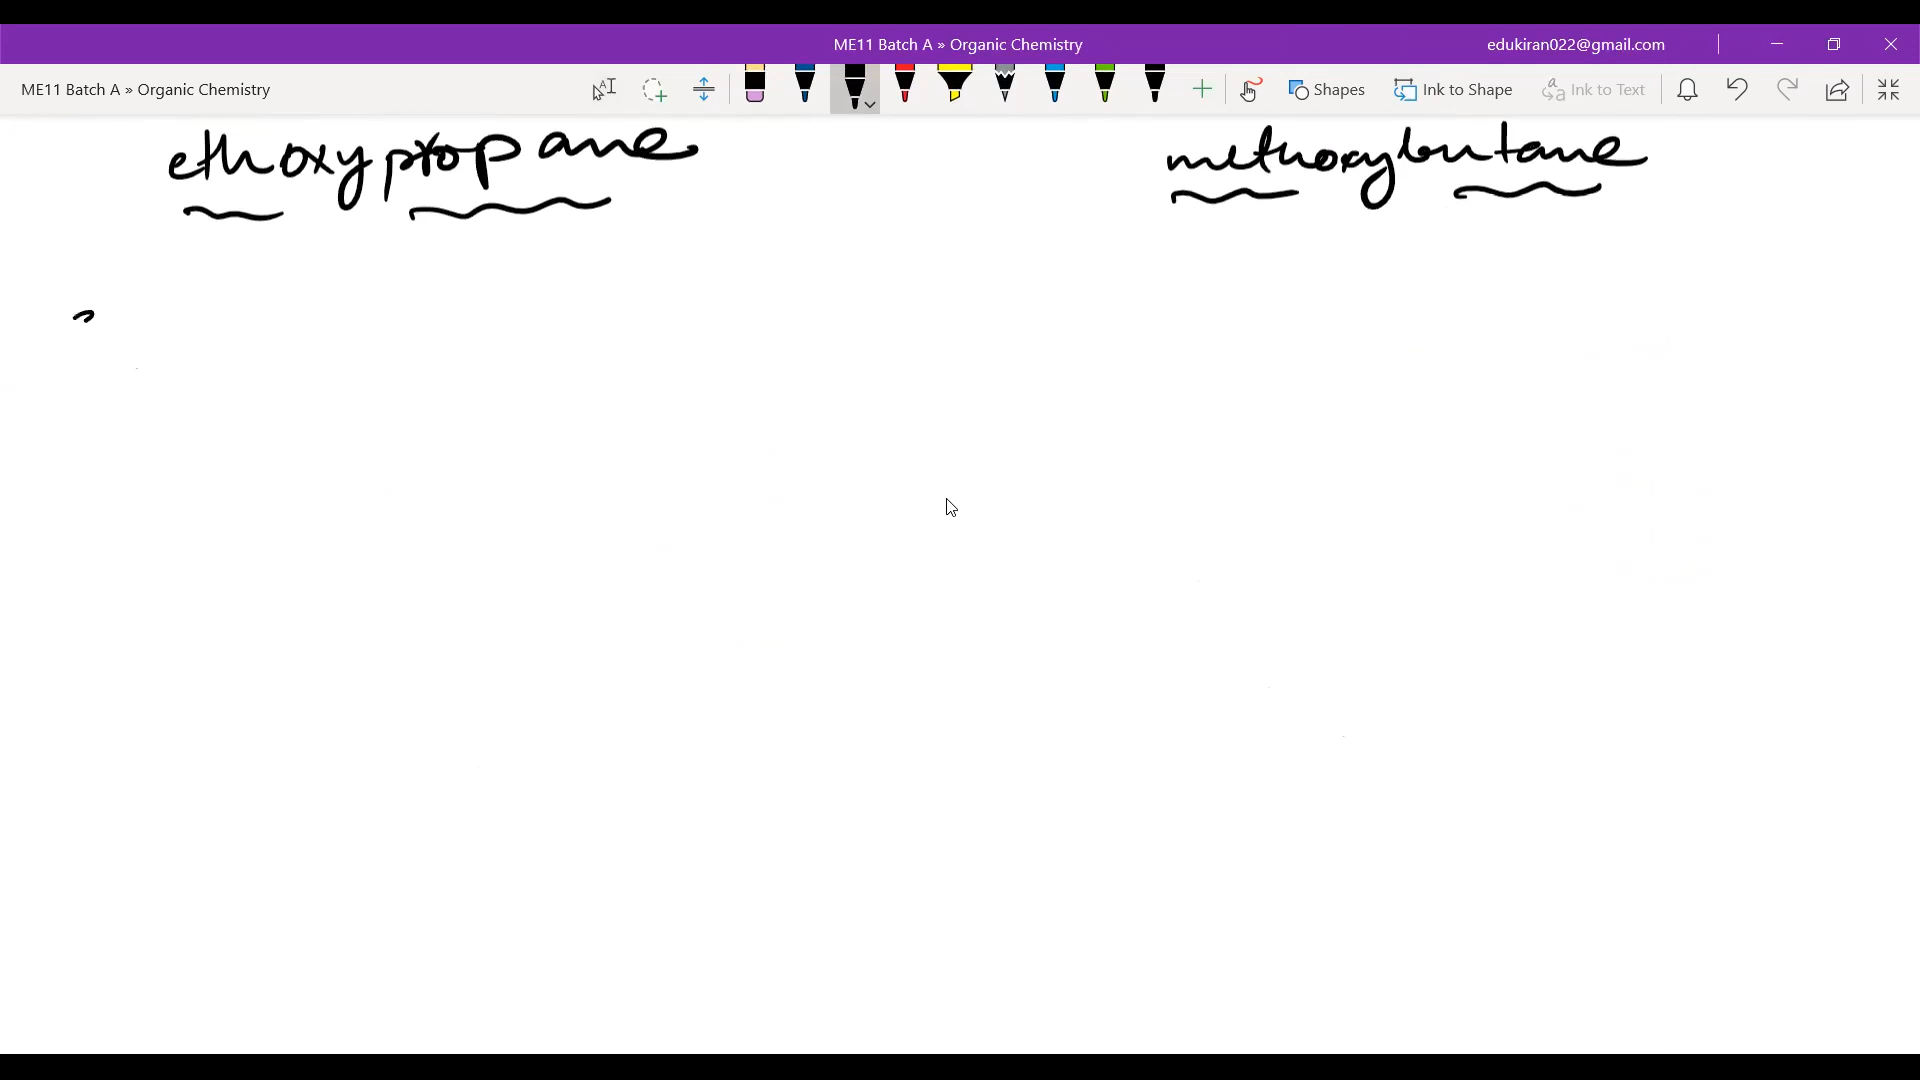 ME11 Batch A » Organic Chemistry edukiran022@gmail.com
ME11 Batch A » Organic Chemistry Shapes Ink to Shape Ink to Text
ethoxypropane methoxybutane